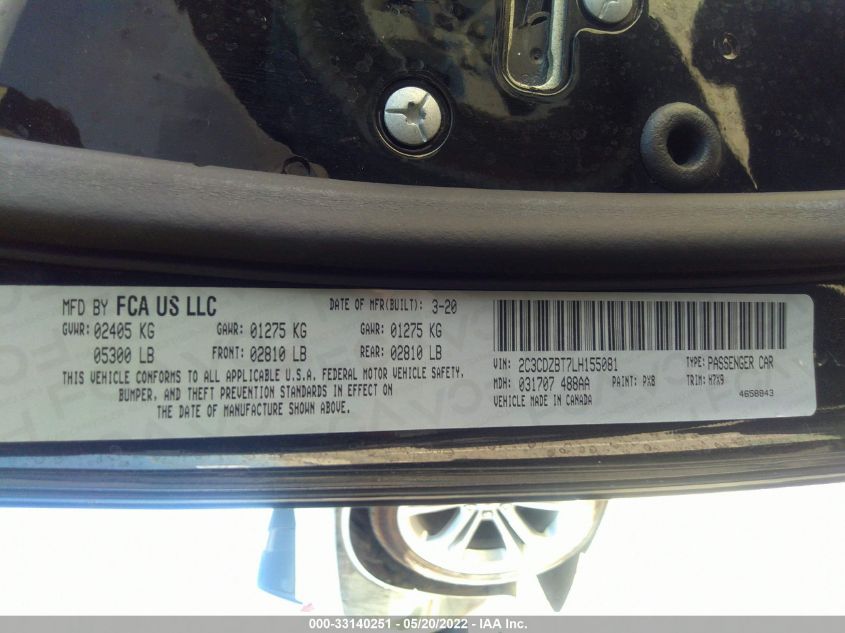 MFD BY FCA US LLC DATE OF MFR(BUILT): 3-20
GVWR: 02405 KG GAWR: 01275 KG GAWR: 01275 KG
05300 LB FRONT: 02810 LB REAR: 02810 LB
THIS VEHICLE CONFORMS TO ALL APPLICABLE U.S.A. FEDERAL MOTOR VEHICLE SAFETY,
BUMPER, AND THEFT PREVENTION STANDARDS IN EFFECT ON
THE DATE OF MANUFACTURE SHOWN ABOVE.
VIN: 2C3CDZBT7LH155081 TYPE: PASSENGER CAR
MDH: 031707 488AA PAINT: PX8 TRIM: H7X9
VEHICLE MADE IN CANADA 4658843
000-33140251 - 05/20/2022 - IAA Inc.